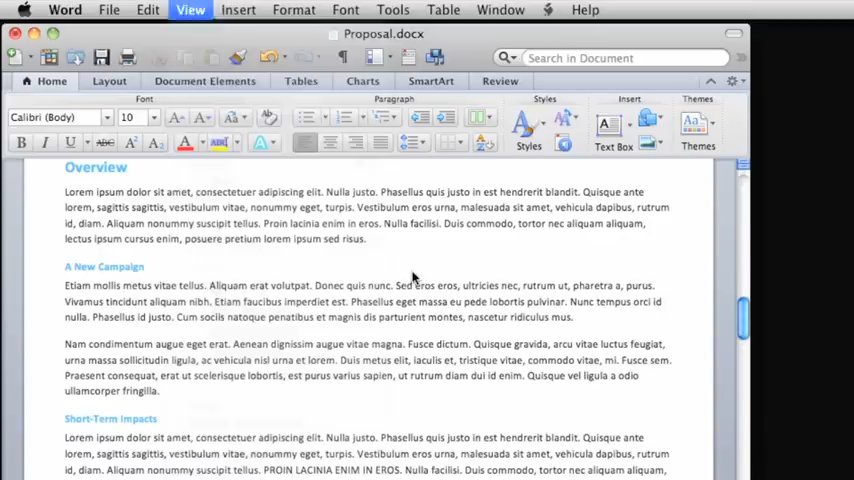 Word File Edit View Insert Format Font Tools Table Window Help
Proposal.docx
Search in Document
Home Layout Document Elements Tables Charts SmartArt Review
Font Paragraph Styles Insert Themes
Calibri (Body) 10 A A Aa
Aa
B I U ABC A² A₂ A ABC A Styles Text Box Themes
Overview
Lorem ipsum dolor sit amet, consectetuer adipiscing elit. Nulla justo. Phasellus quis justo in est hendrerit blandit. Quisque ante
lorem, sagittis sagittis, vestibulum vitae, nonummy eget, turpis. Vestibulum eros urna, malesuada sit amet, vehicula dapibus, rutrum
id, diam. Aliquam nonummy suscipit tellus. Proin lacinia enim in eros. Nulla facilisi. Duis commodo, tortor nec aliquam aliquam,
lectus ipsum cursus enim, posuere pretium lorem ipsum sed risus.
A New Campaign
Etiam mollis metus vitae tellus. Aliquam erat volutpat. Donec quis nunc. Sed eros eros, ultricies nec, rutrum ut, pharetra a, purus.
Vivamus tincidunt aliquam nibh. Etiam faucibus imperdiet est. Phasellus eget massa eu pede lobortis pulvinar. Nunc tempus orci id
nulla. Phasellus id justo. Cum sociis natoque penatibus et magnis dis parturient montes, nascetur ridiculus mus.
Nam condimentum augue eget erat. Aenean dignissim augue vitae magna. Fusce dictum. Quisque gravida, arcu vitae luctus feugiat,
urna massa sollicitudin ligula, ac vehicula nisl urna et lorem. Duis metus elit, iaculis et, tristique vitae, commodo vitae, mi. Fusce sem.
Praesent consequat, erat ut scelerisque lobortis, est purus varius sapien, ut rutrum diam dui id enim. Quisque vel ligula a odio
ullamcorper fringilla.
Short-Term Impacts
Lorem ipsum dolor sit amet, consectetuer adipiscing elit. Nulla justo. Phasellus quis justo in est hendrerit blandit. Quisque ante
lorem, sagittis sagittis, vestibulum vitae, nonummy eget, turpis. Vestibulum eros urna, malesuada sit amet, vehicula dapibus, rutrum
id, diam. Aliquam nonummy suscipit tellus. PROIN LACINIA ENIM IN EROS. Nulla facilisi. Duis commodo, tortor nec aliquam aliquam,